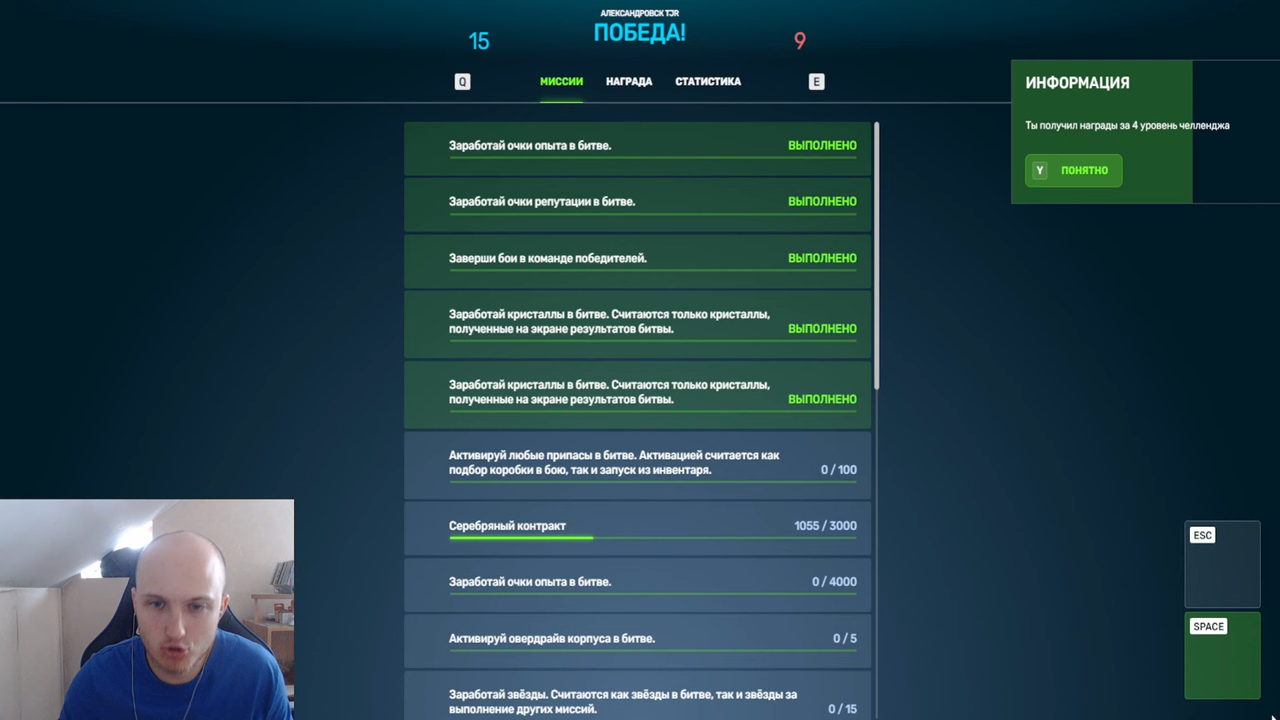 АЛЕКСАНДРОВСК TJR
15
ПОБЕДА!
9
Q
МИССИИ
НАГРАДА
СТАТИСТИКА
E
ИНФОРМАЦИЯ
Ты получил награды за 4 уровень челленджа
Y ПОНЯТНО
Заработай очки опыта в битве.
ВЫПОЛНЕНО
Заработай очки репутации в битве.
ВЫПОЛНЕНО
Заверши бои в команде победителей.
ВЫПОЛНЕНО
Заработай кристаллы в битве. Считаются только кристаллы,
полученные на экране результатов битвы.
ВЫПОЛНЕНО
Заработай кристаллы в битве. Считаются только кристаллы,
полученные на экране результатов битвы.
ВЫПОЛНЕНО
Активируй любые припасы в битве. Активацией считается как
подбор коробки в бою, так и запуск из инвентаря.
0 / 100
Серебряный контракт
1055 / 3000
Заработай очки опыта в битве.
0 / 4000
Активируй овердрайв корпуса в битве.
0 / 5
Заработай звёзды. Считаются как звёзды в битве, так и звёзды за
выполнение других миссий.
0 / 15
ESC
SPACE